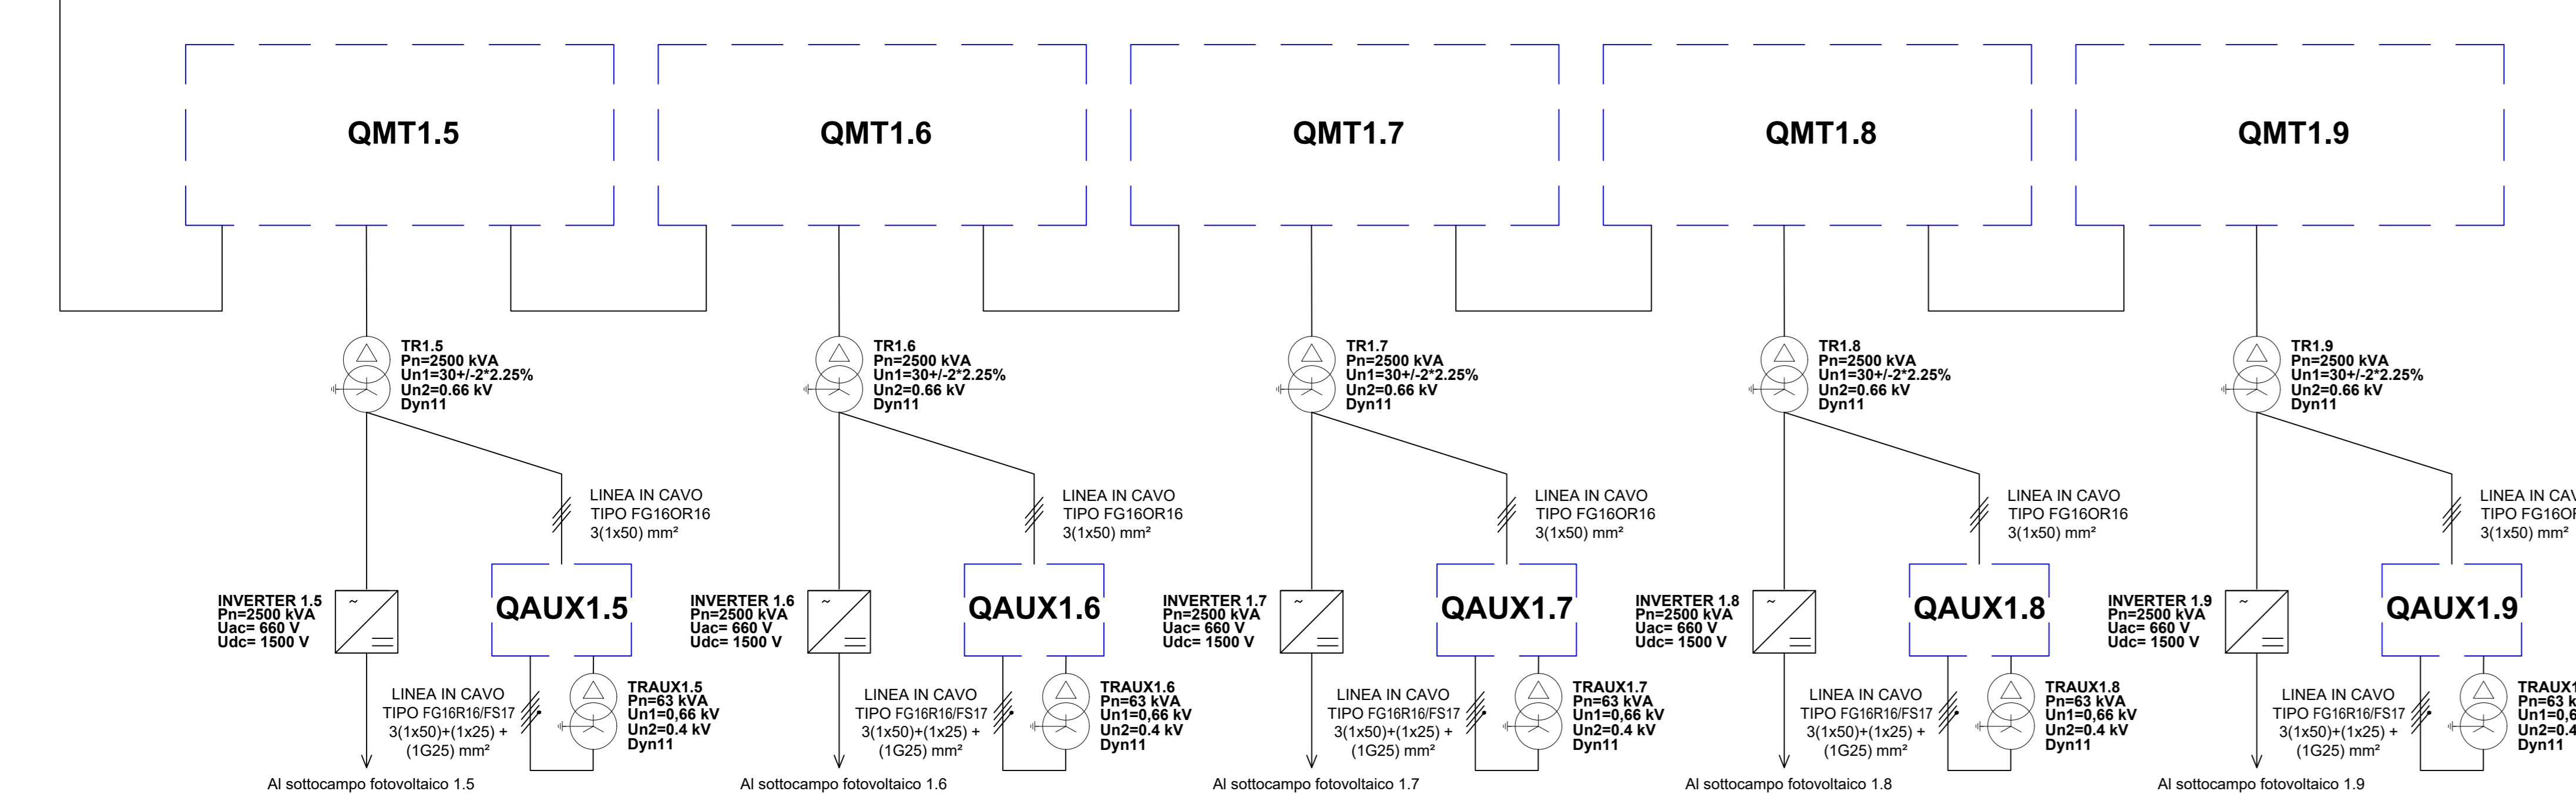 QMT1.5
QMT1.6
QMT1.7
QMT1.8
QMT1.9
TR1.5
Pn=2500 kVA
Un1=30+/-2*2.25%
Un2=0.66 kV
Dyn11
TR1.6
Pn=2500 kVA
Un1=30+/-2*2.25%
Un2=0.66 kV
Dyn11
TR1.7
Pn=2500 kVA
Un1=30+/-2*2.25%
Un2=0.66 kV
Dyn11
TR1.8
Pn=2500 kVA
Un1=30+/-2*2.25%
Un2=0.66 kV
Dyn11
TR1.9
Pn=2500 kVA
Un1=30+/-2*2.25%
Un2=0.66 kV
Dyn11
LINEA IN CAVO
TIPO FG16OR16
3(1x50) mm²
LINEA IN CAVO
TIPO FG16OR16
3(1x50) mm²
LINEA IN CAVO
TIPO FG16OR16
3(1x50) mm²
LINEA IN CAVO
TIPO FG16OR16
3(1x50) mm²
LINEA IN
TIPO
3(1x50) mm²
INVERTER 1.5
Pn=2500 kVA
Uac= 660 V
Udc= 1500 V
QAUX1.5
INVERTER 1.6
Pn=2500 kVA
Uac= 660 V
Udc= 1500 V
QAUX1.6
INVERTER 1.7
Pn=2500 kVA
Uac= 660 V
Udc= 1500 V
QAUX1.7
INVERTER 1.8
Pn=2500 kVA
Uac= 660 V
Udc= 1500 V
QAUX1.8
INVERTER 1.9
Pn=2500 kVA
Uac= 660 V
Udc= 1500 V
QAUX1.9
LINEA IN CAVO
TIPO FG16R16/FS17
3(1x50)+(1x25) +
(1G25) mm²
TRAUX1.5
Pn=63 kVA
Un1=0,66 kV
Un2=0.4 kV
Dyn11
LINEA IN CAVO
TIPO FG16R16/FS17
3(1x50)+(1x25) +
(1G25) mm²
TRAUX1.6
Pn=63 kVA
Un1=0,66 kV
Un2=0.4 kV
Dyn11
LINEA IN CAVO
TIPO FG16R16/FS17
3(1x50)+(1x25) +
(1G25) mm²
TRAUX1.7
Pn=63 kVA
Un1=0,66 kV
Un2=0.4 kV
Dyn11
LINEA IN CAVO
TIPO FG16R16/FS17
3(1x50)+(1x25) +
(1G25) mm²
TRAUX1.8
Pn=63 kVA
Un1=0,66 kV
Un2=0.4 kV
Dyn11
LINEA IN CAVO
TIPO FG16R16/FS17
3(1x50)+(1x25) +
(1G25) mm²
Dyn11
Al sottocampo fotovoltaico 1.5
Al sottocampo fotovoltaico 1.6
Al sottocampo fotovoltaico 1.7
Al sottocampo fotovoltaico 1.8
Al sottocampo fotovoltaico 1.9